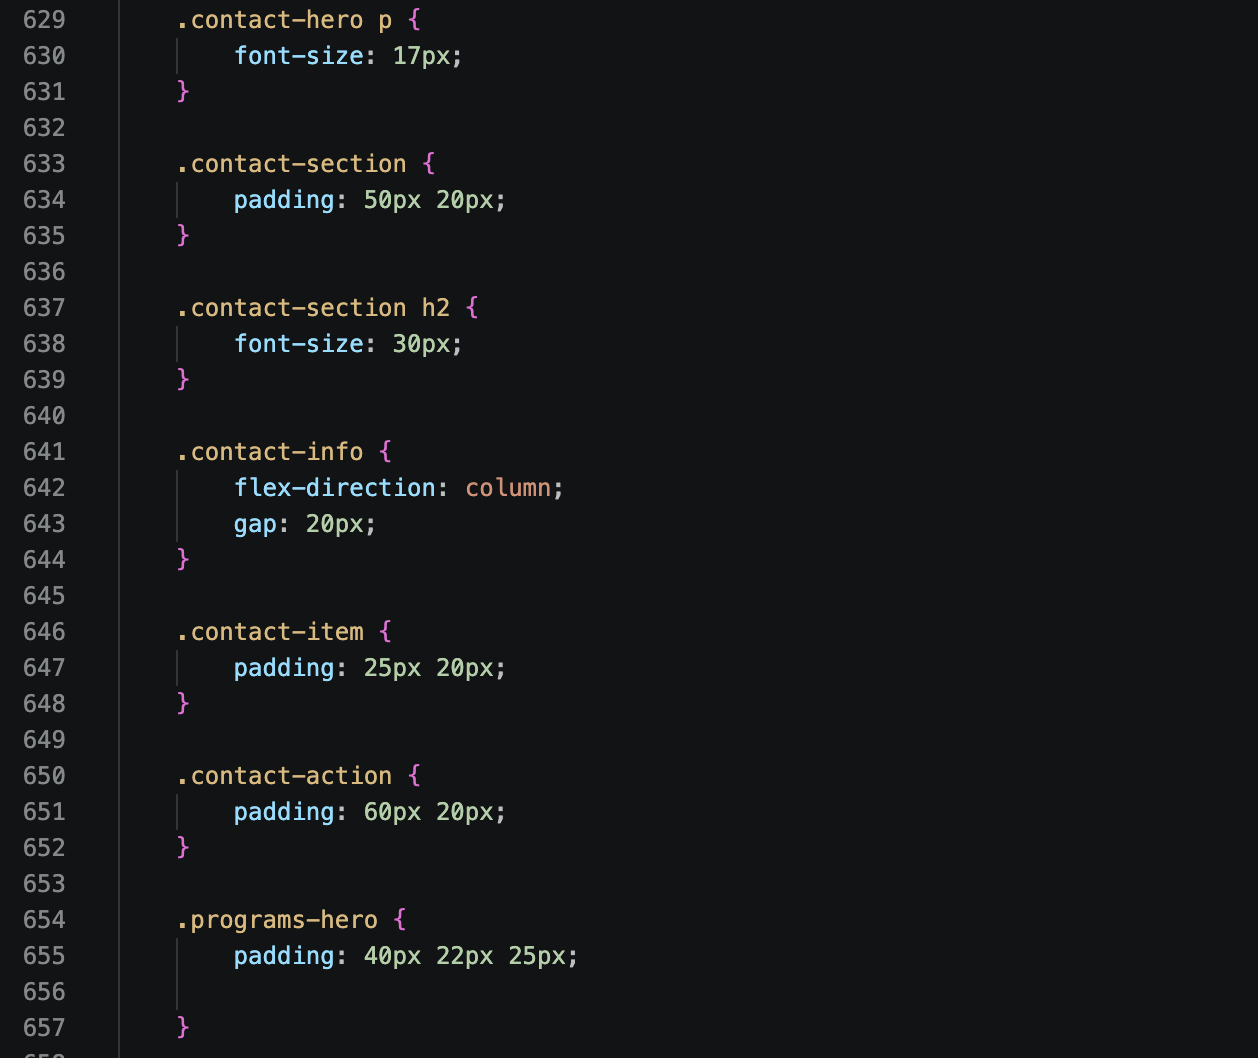 629 .contact-hero p {
630 font-size: 17px;
631 }
632
633 .contact-section {
634 padding: 50px 20px;
635 }
636
637 .contact-section h2 {
638 font-size: 30px;
639 }
640
641 .contact-info {
642 flex-direction: column;
643 gap: 20px;
644 }
645
646 .contact-item {
647 padding: 25px 20px;
648 }
649
650 .contact-action {
651 padding: 60px 20px;
652 }
653
654 .programs-hero {
655 padding: 40px 22px 25px;
656
657 }